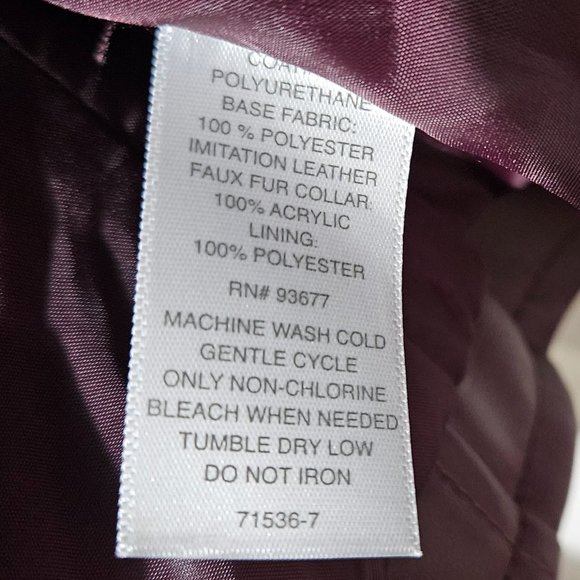 POLYURETHANE
BASE FABRIC:
100 % POLYESTER
IMITATION LEATHER
FAUX FUR COLLAR:
100% ACRYLIC
LINING:
100% POLYESTER
RN# 93677
MACHINE WASH COLD
GENTLE CYCLE
ONLY NON-CHLORINE
BLEACH WHEN NEEDED
TUMBLE DRY LOW
DO NOT IRON
71536-7